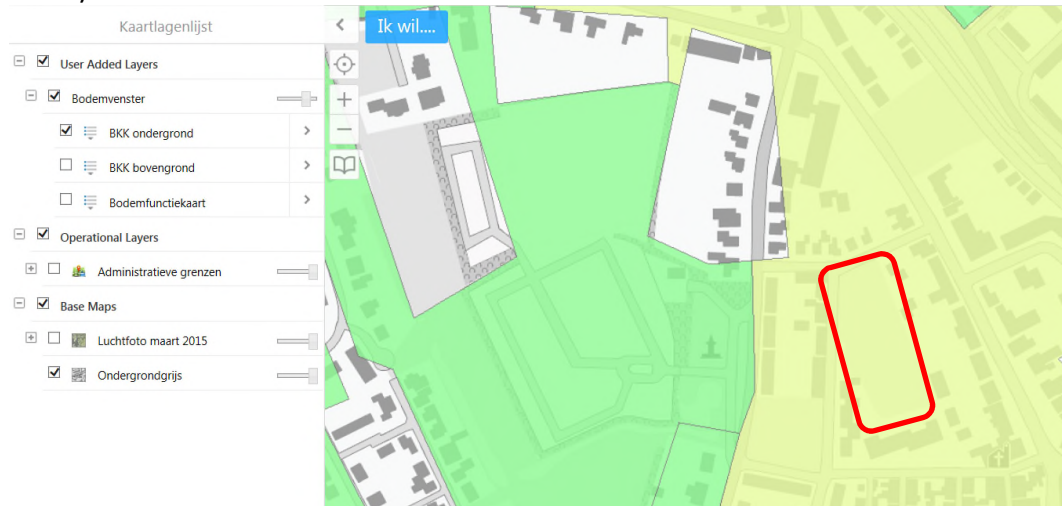 Kaartlagenlijst
Ik wil....
User Added Layers
Bodemvenster
BKK ondergrond
BKK bovengrond
Bodemfunctiekaart
Operational Layers
Administratieve grenzen
Base Maps
Luchtfoto maart 2015
Ondergrondgrijs